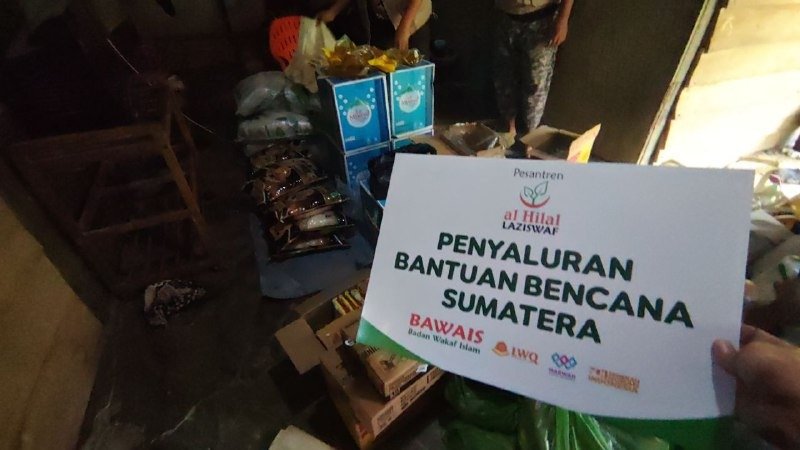 Pesantren
al Hilal
LAZISWAF
PENYALURAN
BANTUAN BENCANA
SUMATERA
BAWAIS
Badan Wakaf Islam
LWQ